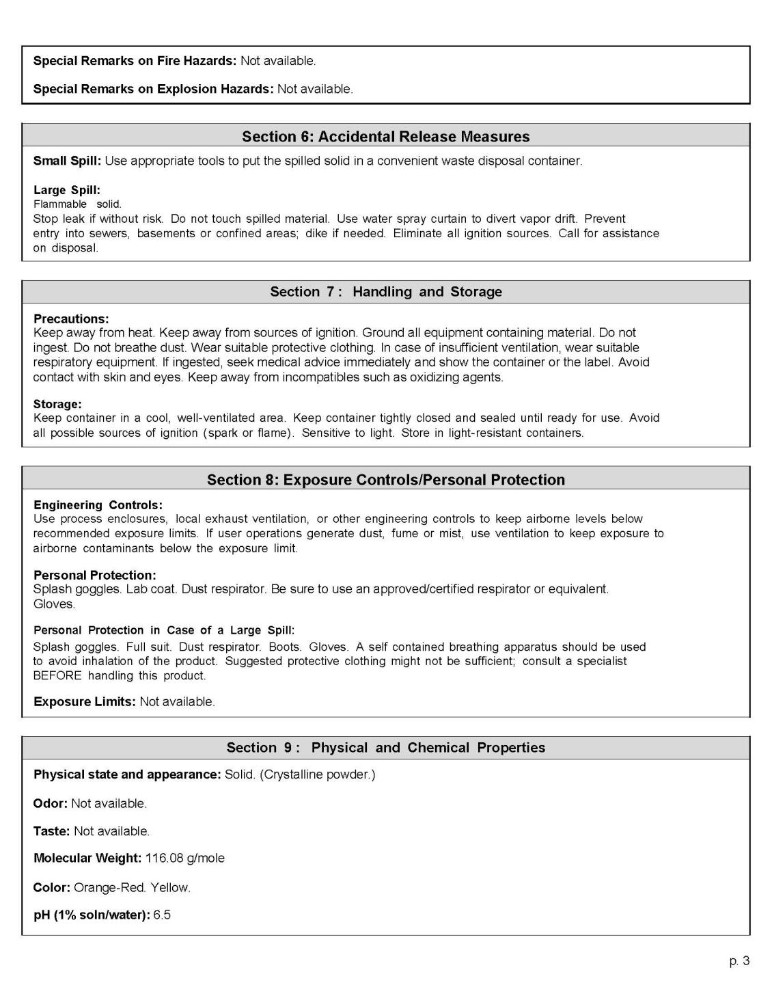 Special Remarks on Fire Hazards: Not available.
Special Remarks on Explosion Hazards: Not available.
Section 6: Accidental Release Measures
Small Spill: Use appropriate tools to put the spilled solid in a convenient waste disposal container.
Large Spill:
Flammable solid.
Stop leak if without risk. Do not touch spilled material. Use water spray curtain to divert vapor drift. Prevent
entry into sewers, basements or confined areas; dike if needed. Eliminate all ignition sources. Call for assistance
on disposal.
Section 7 : Handling and Storage
Precautions:
Keep away from heat. Keep away from sources of ignition. Ground all equipment containing material. Do not
ingest. Do not breathe dust. Wear suitable protective clothing. In case of insufficient ventilation, wear suitable
respiratory equipment. If ingested, seek medical advice immediately and show the container or the label. Avoid
contact with skin and eyes. Keep away from incompatibles such as oxidizing agents.
Storage:
Keep container in a cool, well-ventilated area. Keep container tightly closed and sealed until ready for use. Avoid
all possible sources of ignition (spark or flame). Sensitive to light. Store in light-resistant containers.
Section 8: Exposure Controls/Personal Protection
Engineering Controls:
Use process enclosures, local exhaust ventilation, or other engineering controls to keep airborne levels below
recommended exposure limits. If user operations generate dust, fume or mist, use ventilation to keep exposure to
airborne contaminants below the exposure limit.
Personal Protection:
Splash goggles. Lab coat. Dust respirator. Be sure to use an approved/certified respirator or equivalent.
Gloves.
Personal Protection in Case of a Large Spill:
Splash goggles. Full suit. Dust respirator. Boots. Gloves. A self contained breathing apparatus should be used
to avoid inhalation of the product. Suggested protective clothing might not be sufficient; consult a specialist
BEFORE handling this product.
Exposure Limits: Not available.
Section 9 : Physical and Chemical Properties
Physical state and appearance: Solid. (Crystalline powder.)
Odor: Not available.
Taste: Not available.
Molecular Weight: 116.08 g/mole
Color: Orange-Red. Yellow.
pH (1% soln/water): 6.5
p. 3